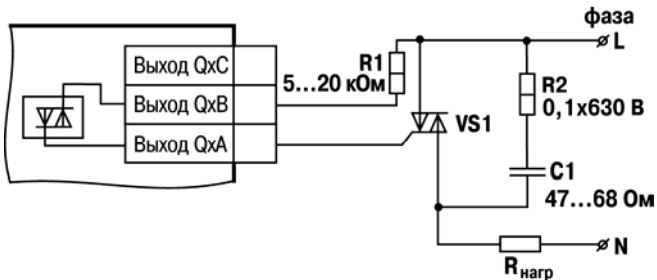 фаза
L
Выход QxC
Выход QxB
Выход QxA
R1
5...20 кОм
VS1
R2
0,1x630 В
C1
47...68 Ом
Rнагр
N